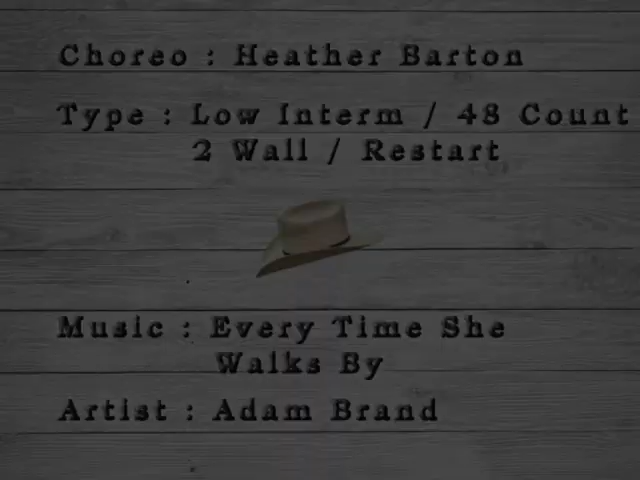 Choreo : Heather Barton
Type : Low Interm / 48 Count
2 Wall / Restart
Music : Every Time She
Walks By
Artist : Adam Brand